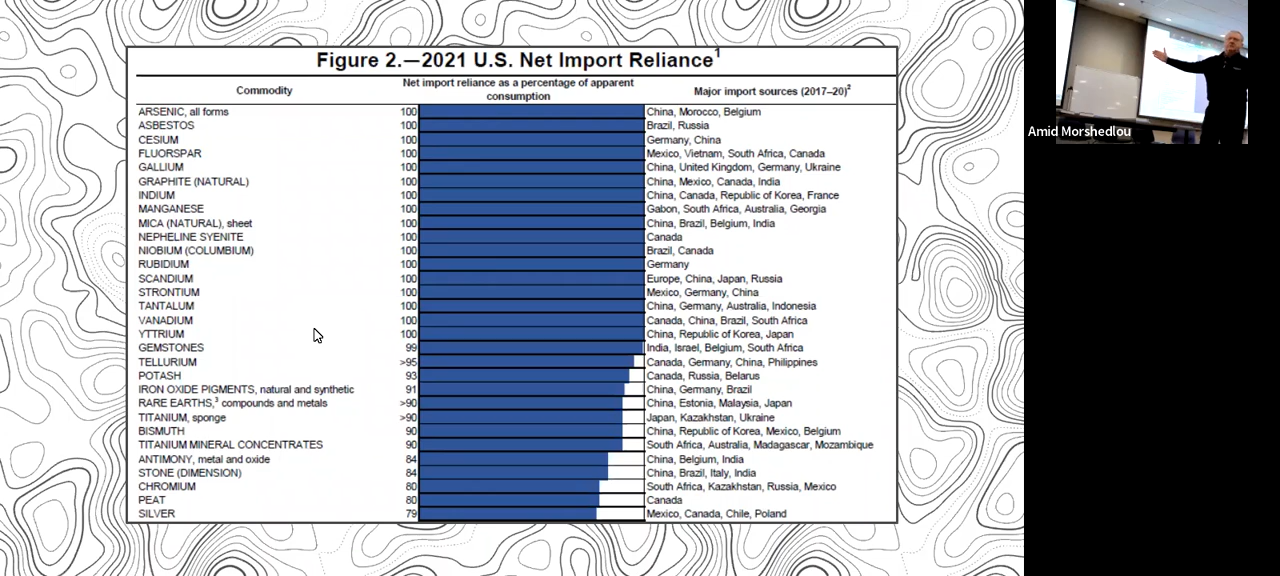 Figure 2.—2021 U.S. Net Import Reliance1
Commodity
Net import reliance as a percentage of apparent
consumption
Major import sources (2017–20)2
ARSENIC, all forms 100 China, Morocco, Belgium
ASBESTOS 100 Brazil, Russia
CESIUM 100 Germany, China
FLUORSPAR 100 Mexico, Vietnam, South Africa, Canada
GALLIUM 100 China, United Kingdom, Germany, Ukraine
GRAPHITE (NATURAL) 100 China, Mexico, Canada, India
INDIUM 100 China, Canada, Republic of Korea, France
MANGANESE 100 Gabon, South Africa, Australia, Georgia
MICA (NATURAL), sheet 100 China, Brazil, Belgium, India
NEPHELINE SYENITE 100 Canada
NIOBIUM (COLUMBIUM) 100 Brazil, Canada
RUBIDIUM 100 Germany
SCANDIUM 100 Europe, China, Japan, Russia
STRONTIUM 100 Mexico, Germany, China
TANTALUM 100 China, Germany, Australia, Indonesia
VANADIUM 100 Canada, China, Brazil, South Africa
YTTRIUM 100 China, Republic of Korea, Japan
GEMSTONES 99 India, Israel, Belgium, South Africa
TELLURIUM >95 Canada, Germany, China, Philippines
POTASH 93 Canada, Russia, Belarus
IRON OXIDE PIGMENTS, natural and synthetic 91 China, Germany, Brazil
RARE EARTHS,3 compounds and metals >90 China, Estonia, Malaysia, Japan
TITANIUM, sponge >90 Japan, Kazakhstan, Ukraine
BISMUTH 90 China, Republic of Korea, Mexico, Belgium
TITANIUM MINERAL CONCENTRATES 90 South Africa, Australia, Madagascar, Mozambique
ANTIMONY, metal and oxide 84 China, Belgium, India
STONE (DIMENSION) 84 China, Brazil, Italy, India
CHROMIUM 80 South Africa, Kazakhstan, Russia, Mexico
PEAT 80 Canada
SILVER 79 Mexico, Canada, Chile, Poland
Amid Morshedlou